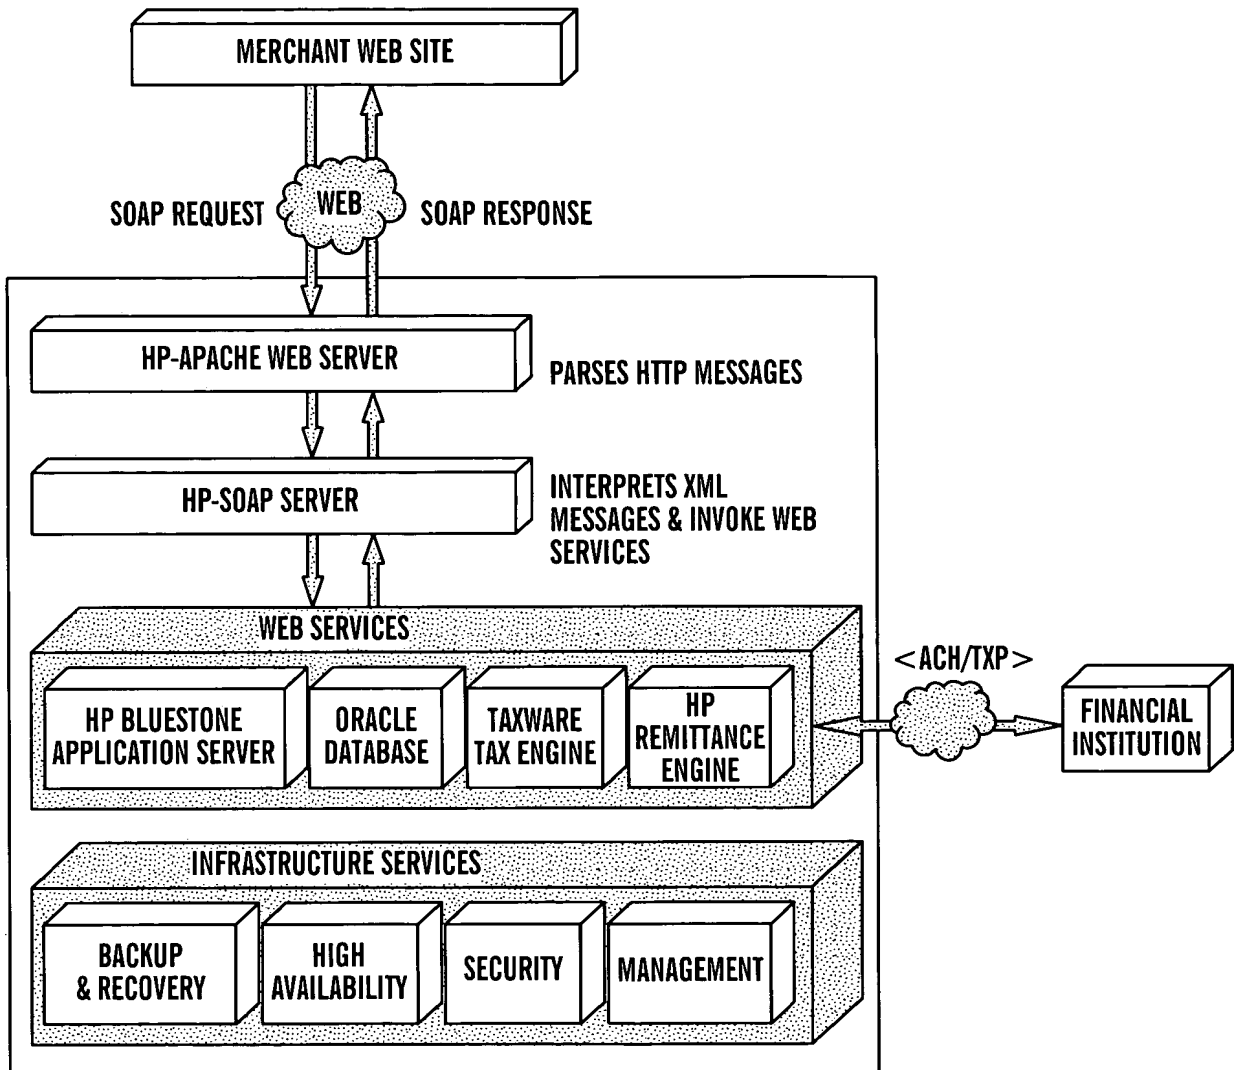 MERCHANT WEB SITE
SOAP REQUEST
WEB
SOAP RESPONSE
HP-APACHE WEB SERVER
PARSES HTTP MESSAGES
HP-SOAP SERVER
INTERPRETS XML
MESSAGES & INVOKE WEB
SERVICES
WEB SERVICES
HP BLUESTONE
APPLICATION SERVER
ORACLE
DATABASE
TAXWARE
TAX ENGINE
HP
REMITTANCE
ENGINE
<ACH/TXP>
FINANCIAL
INSTITUTION
INFRASTRUCTURE SERVICES
BACKUP
& RECOVERY
HIGH
AVAILABILITY
SECURITY
MANAGEMENT